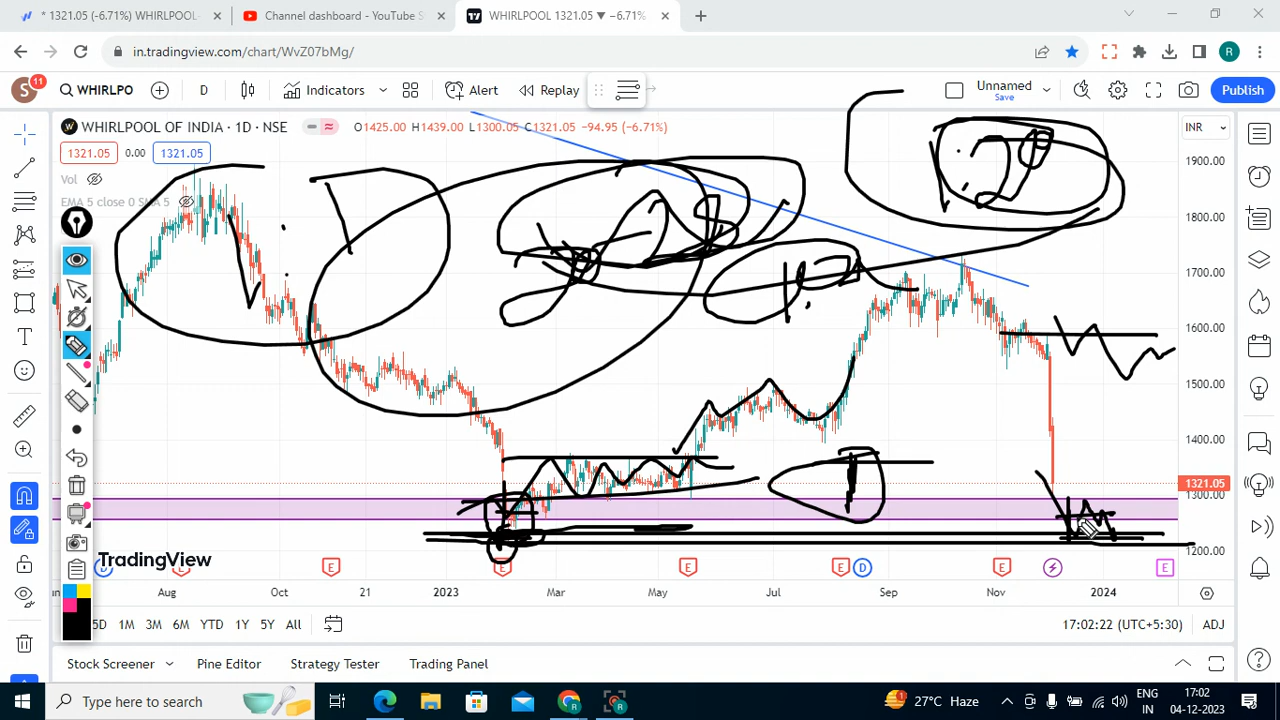 * 1321.05 (-6.71%) WHIRLPOOL-
Channel dashboard - YouTube S
WHIRLPOOL 1321.05 ▼ −6.71%
in.tradingview.com/chart/WvZ07bMg/
R
S 11
WHIRLPO
D
Indicators
Alert
Replay
Unnamed
Save
Publish
WHIRLPOOL OF INDIA · 1D · NSE
O1425.00 H1439.00 L1300.05 C1321.05 −94.95 (−6.71%)
INR
1321.05
0.00
1321.05
Vol
EMA 5 close 0 SMA 5
1900.00
1800.00
1700.00
1600.00
1500.00
1400.00
1321.05
1300.00
1200.00
TradingView
D E E E E E D E E
Aug
Oct
21
2023
Mar
May
Jul
Sep
Nov
2024
5D
1M
3M
6M
YTD
1Y
5Y
All
17:02:22 (UTC+5:30)
ADJ
Stock Screener
Pine Editor
Strategy Tester
Trading Panel
Type here to search
27°C Haze
ENG
IN
17:02
04-12-2023